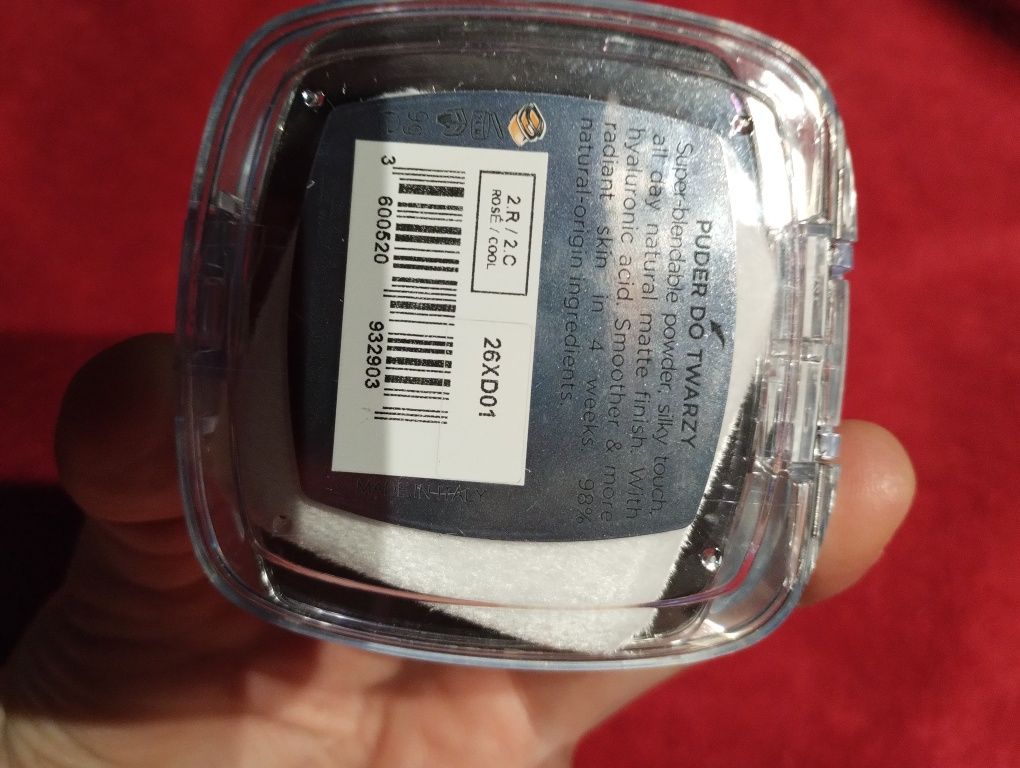 PUDER DO TWARZY
Super-blendable powder, silky touch,
all day natural matte finish. With
hyaluronic acid. Smoother & more
radiant skin in 4 weeks. 98%
natural-origin ingredients.
2.R / 2.C
ROSÉ / COOL
26XD01
3 600520 932903
MADE IN ITALY